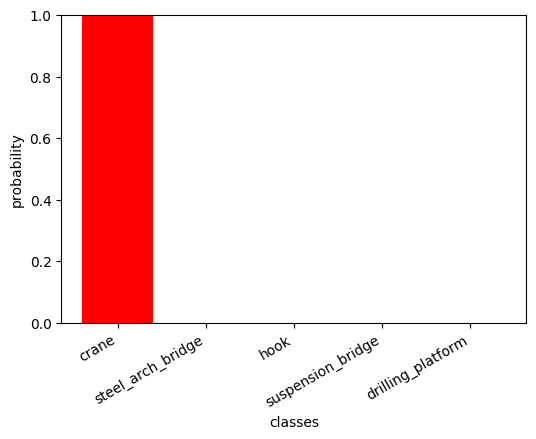 1.0
0.8
0.6
0.4
0.2
0.0
probability
crane
steel_arch_bridge
hook
suspension_bridge
drilling_platform
classes